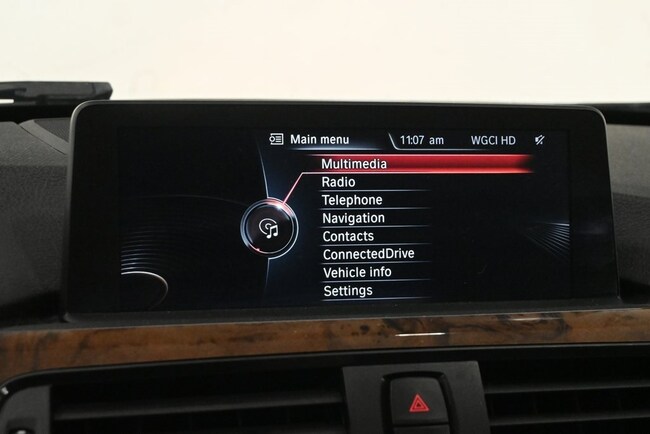 Main menu 11:07 am WGCI HD
Multimedia
Radio
Telephone
Navigation
Contacts
ConnectedDrive
Vehicle info
Settings